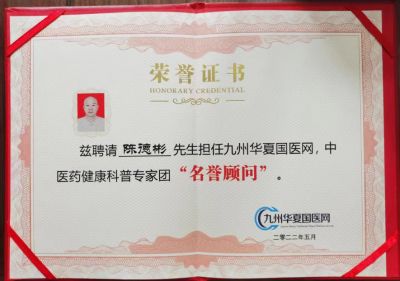 荣誉证书
HONORARY CREDENTIAL
兹聘请 陈德彬 先生担任九州华夏国医网，中
医药健康科普专家团“名誉顾问”。
九州华夏国医网
二〇二二年五月